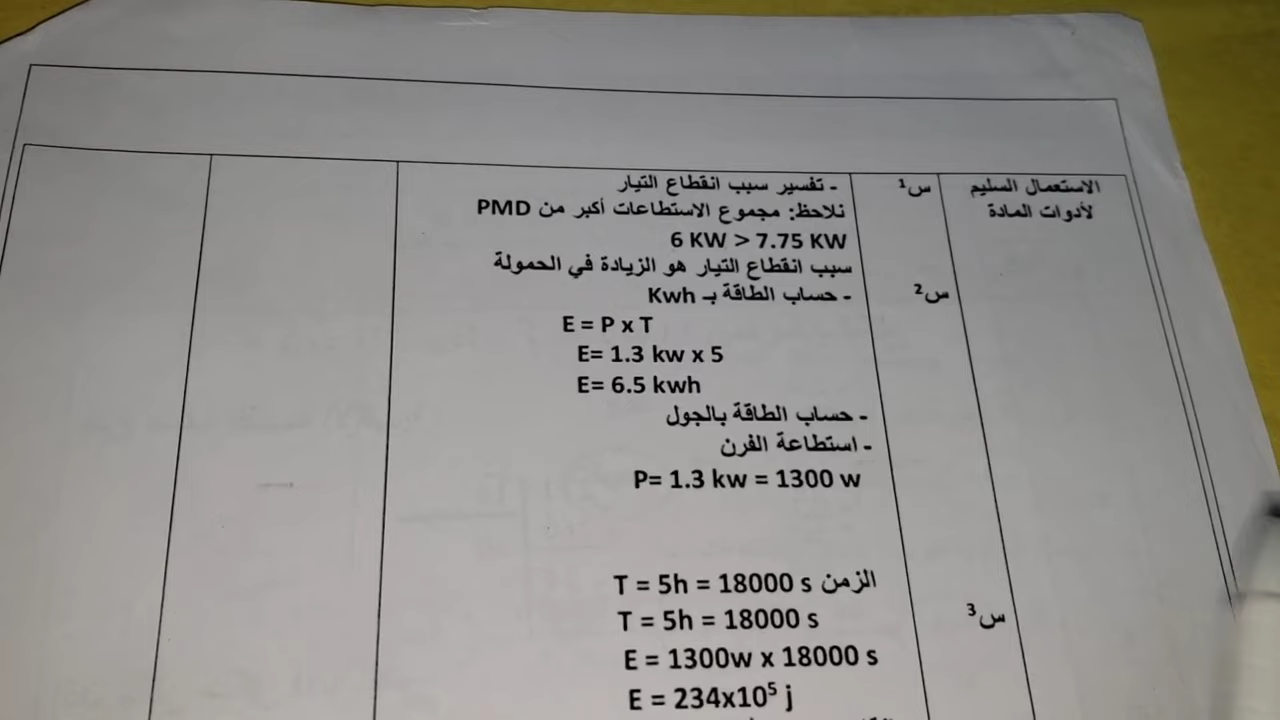 الاستعمال السليم
لأدوات المادة
س1
- تفسير سبب انقطاع التيار
نلاحظ: مجموع الاستطاعات أكبر من PMD
6 KW > 7.75 KW
سبب انقطاع التيار هو الزيادة في الحمولة
س2
- حساب الطاقة بـ Kwh
E = P x T
E= 1.3 kw x 5
E= 6.5 kwh
- حساب الطاقة بالجول
- استطاعة الفرن
P= 1.3 kw = 1300 w
الزمن T = 5h = 18000 s
س3
T = 5h = 18000 s
E = 1300w x 18000 s
E = 234x10⁵ j